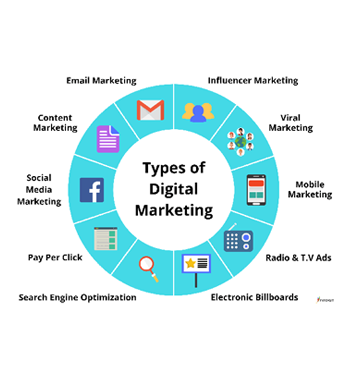 Email Marketing
Influencer Marketing
Content
Marketing
Viral
Marketing
Types of
Digital
Marketing
Social
Media
Marketing
Mobile
Marketing
Pay Per Click
Radio & T.V Ads
Search Engine Optimization
Electronic Billboards